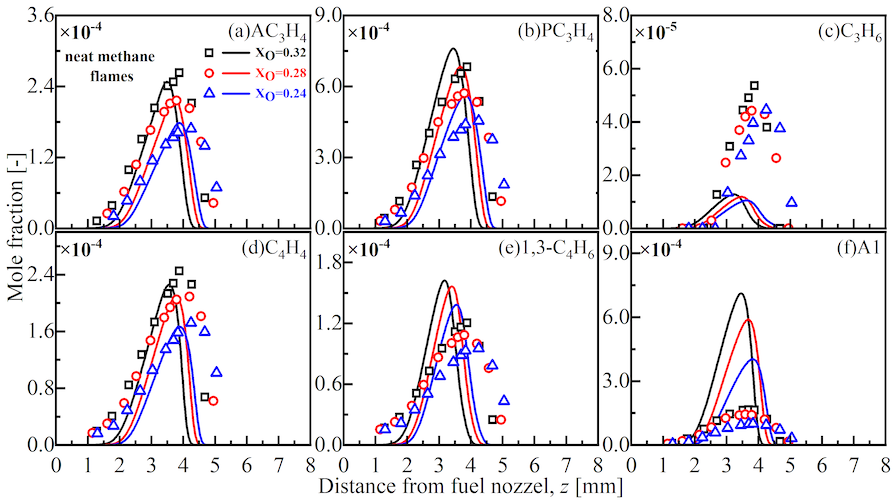 3.6
×10-4
(a)AC3H4
neat methane
flames
XO=0.32
XO=0.28
XO=0.24
2.4
1.2
0.0
9.0
×10-4
(b)PC3H4
6.0
3.0
0.0
6.0
×10-5
(c)C3H6
4.0
2.0
0.0
Mole fraction [-]
×10-4
(d)C4H4
2.4
1.6
0.8
0.0
0 1 2 3 4 5 6 7 8
1.8
×10-4
(e)1,3-C4H6
1.2
0.6
0.0
0 1 2 3 4 5 6 7 8
9.0
×10-4
(f)A1
6.0
3.0
0.0
0 1 2 3 4 5 6 7 8
Distance from fuel nozzel, z [mm]